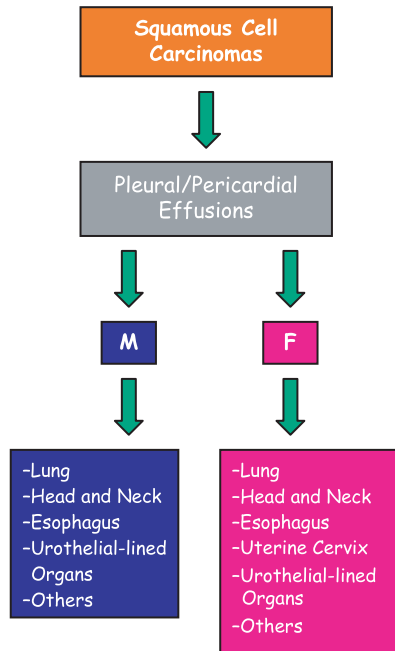 Squamous Cell
Carcinomas
Pleural/Pericardial
Effusions
M
F
–Lung
–Head and Neck
–Esophagus
–Urothelial-lined
Organs
–Others
–Lung
–Head and Neck
–Esophagus
–Uterine Cervix
–Urothelial-lined
Organs
–Others